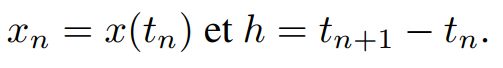 xₙ = x(tₙ) et h = tₙ₊₁ − tₙ.